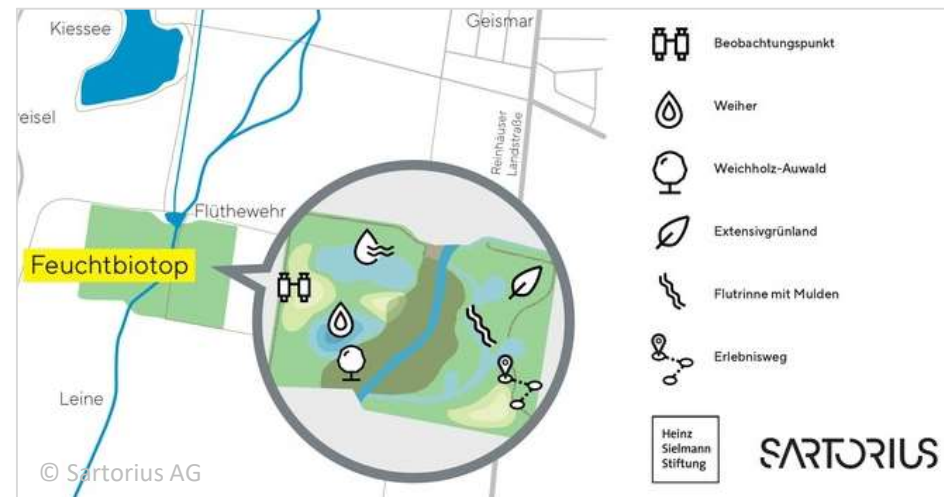 Kiessee
Geismar
eisel
Reinhäuser
Landstraße
Flüthewehr
Feuchtbiotop
Leine
© Sartorius AG
Beobachtungspunkt
Weiher
Weichholz-Auwald
Extensivgrünland
Flutrinne mit Mulden
Erlebnisweg
Heinz
Sielmann
Stiftung
SARTORIUS